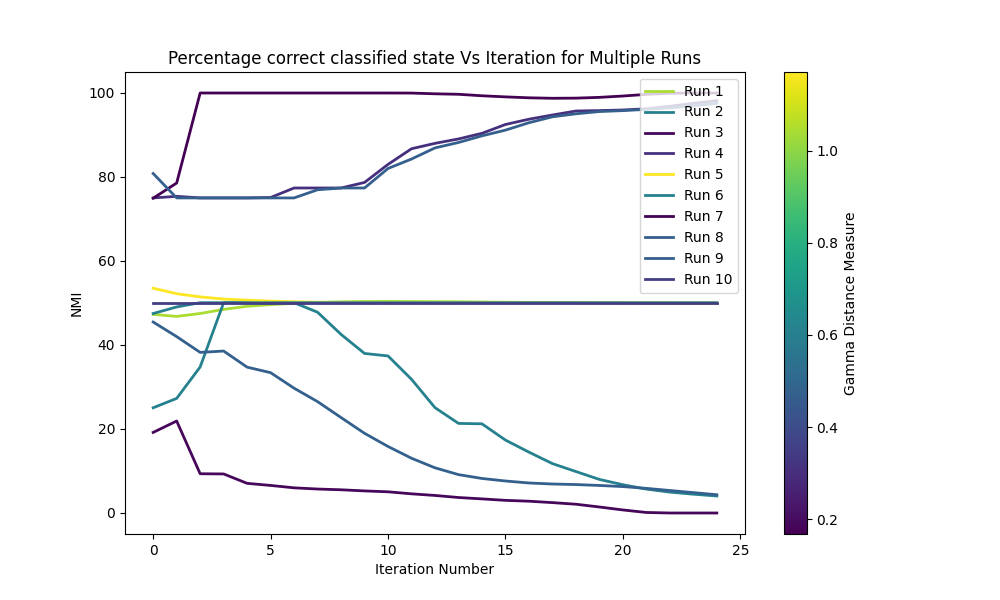 Percentage correct classified state Vs Iteration for Multiple Runs
NMI
100
80
60
40
20
0
0
5
10
15
20
25
Iteration Number
Run 1
Run 2
Run 3
Run 4
Run 5
Run 6
Run 7
Run 8
Run 9
Run 10
1.0
0.8
0.6
0.4
0.2
Gamma Distance Measure